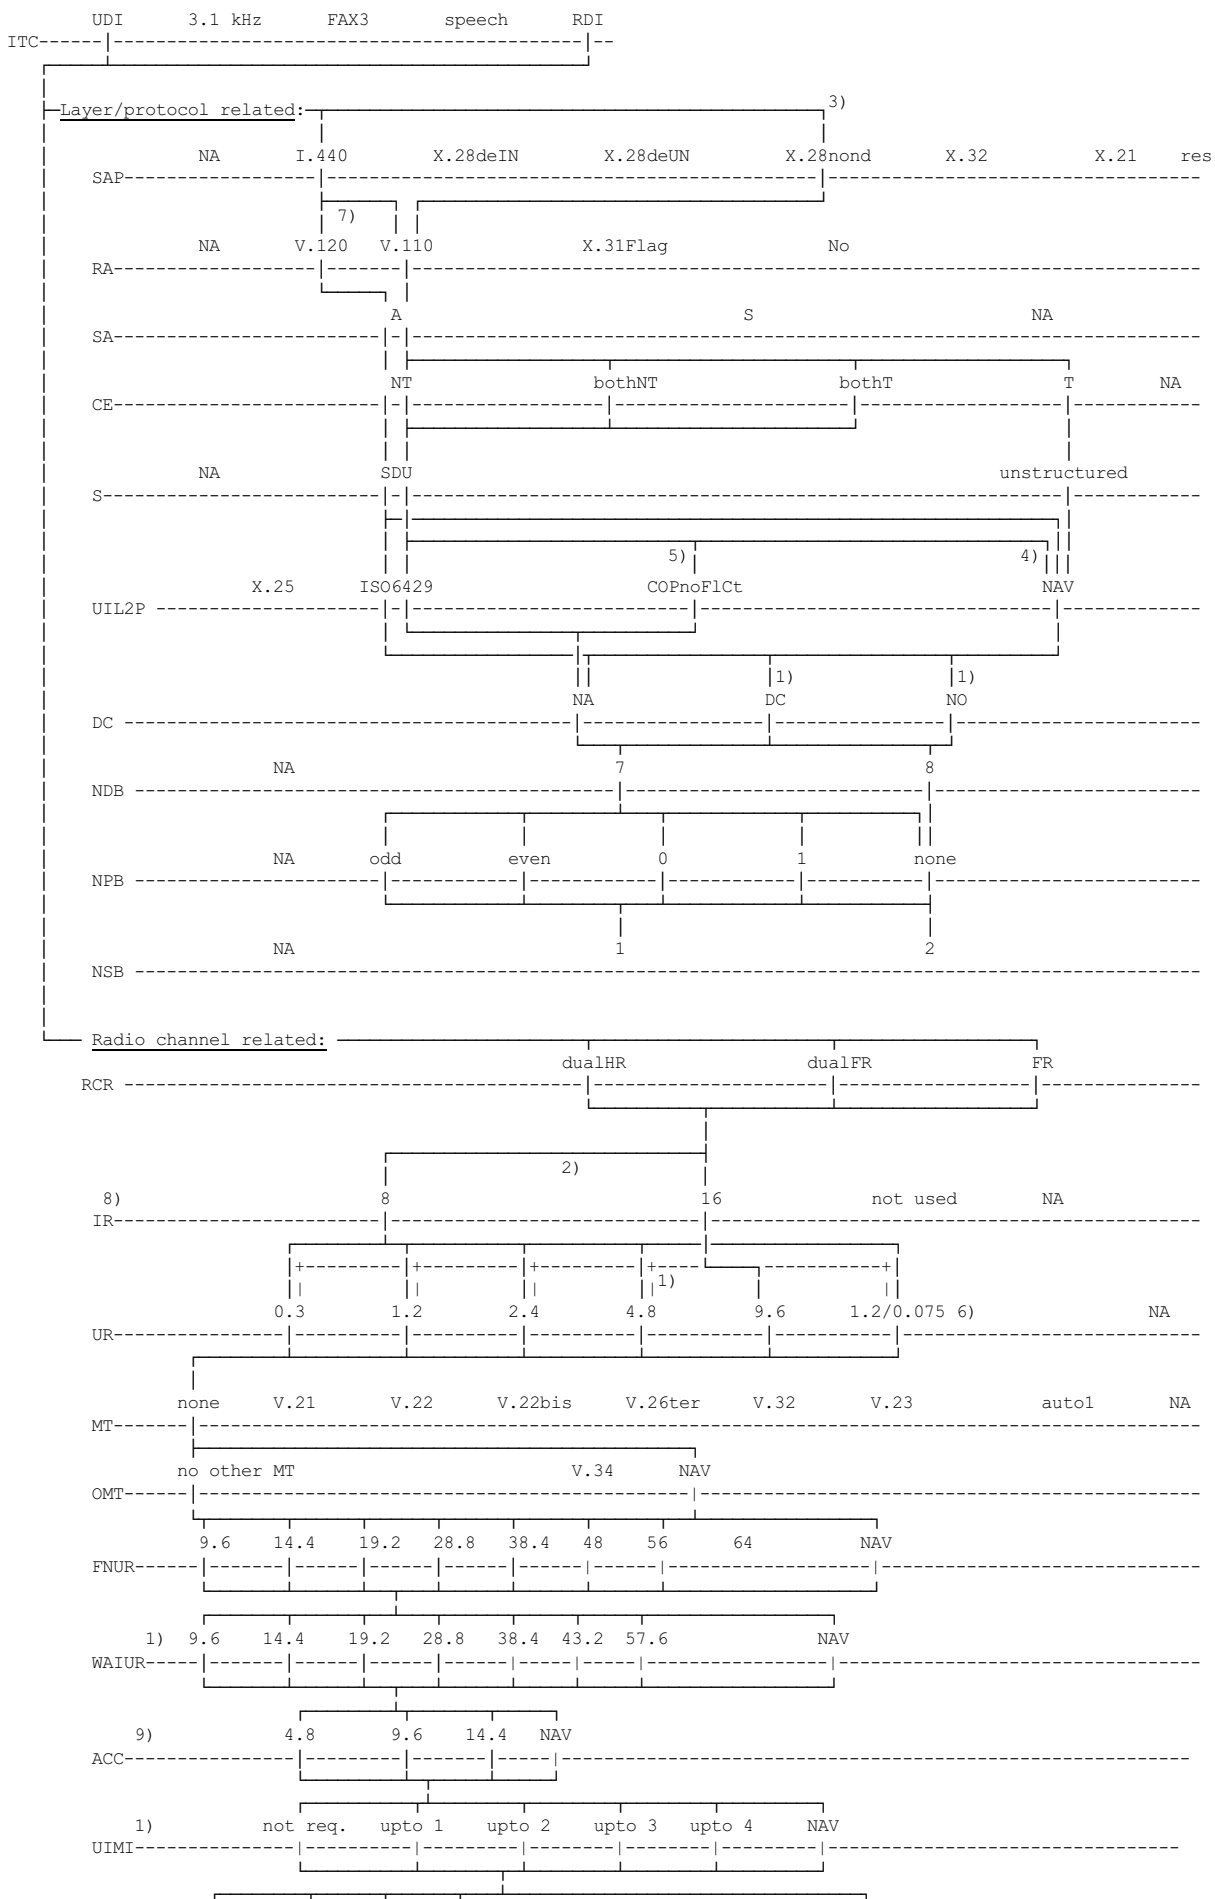 UDI 3.1 kHz FAX3 speech RDI
ITC
Layer/protocol related: 3)
NA I.440 X.28deIN X.28deUN X.28nond X.32 X.21 res
SAP
7)
NA V.120 V.110 X.31Flag No
RA
A S NA
SA
NT bothNT bothT T NA
CE
NA SDU unstructured
S
5) 4)
X.25 ISO6429 COPnoFlCt NAV
UIL2P
1) 1)
NA DC NO
DC
NA 7 8
NDB
NA odd even 0 1 none
NPB
NA 1 2
NSB
Radio channel related:
dualHR dualFR FR
RCR
2)
8) 8 16 not used NA
IR
1)
0.3 1.2 2.4 4.8 9.6 1.2/0.075 6) NA
UR
none V.21 V.22 V.22bis V.26ter V.32 V.23 auto1 NA
MT
no other MT V.34 NAV
OMT
9.6 14.4 19.2 28.8 38.4 48 56 64 NAV
FNUR
1) 9.6 14.4 19.2 28.8 38.4 43.2 57.6 NAV
WAIUR
9) 4.8 9.6 14.4 NAV
ACC
1) not req. upto 1 upto 2 upto 3 upto 4 NAV
UIMI